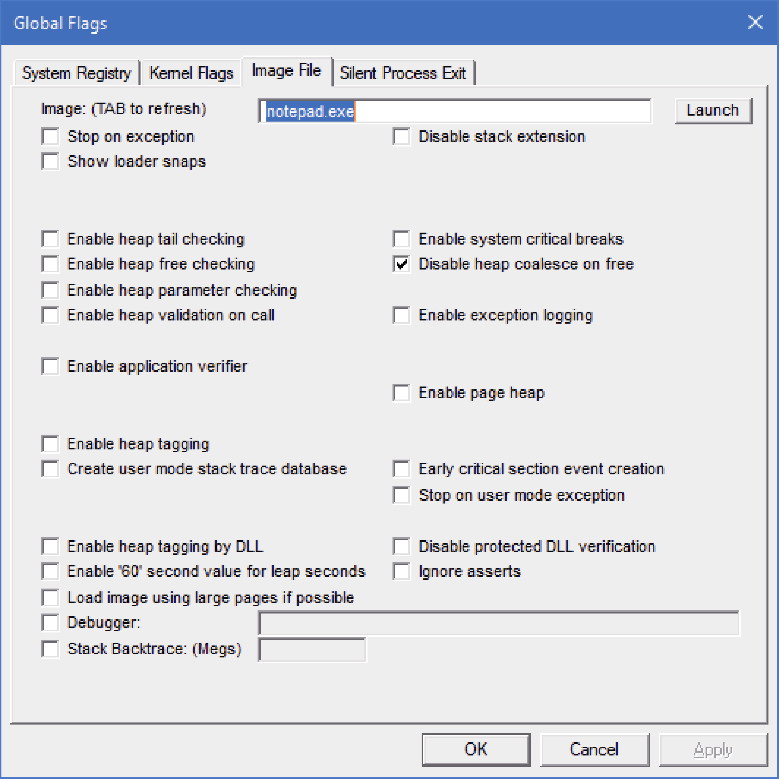 Global Flags
System Registry Kernel Flags Image File Silent Process Exit
Image: (TAB to refresh) notepad.exe Launch
Stop on exception Disable stack extension
Show loader snaps
Enable heap tail checking Enable system critical breaks
Enable heap free checking Disable heap coalesce on free
Enable heap parameter checking
Enable heap validation on call Enable exception logging
Enable application verifier
Enable page heap
Enable heap tagging
Create user mode stack trace database Early critical section event creation
Stop on user mode exception
Enable heap tagging by DLL Disable protected DLL verification
Enable '60' second value for leap seconds Ignore asserts
Load image using large pages if possible
Debugger:
Stack Backtrace: (Megs)
OK Cancel Apply